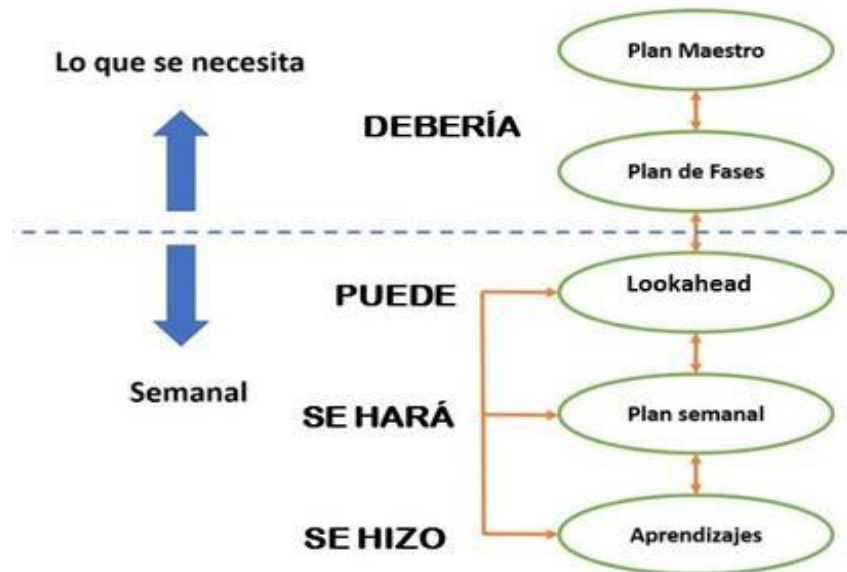 Lo que se necesita
Plan Maestro
DEBERÍA
Plan de Fases
PUEDE
Lookahead
Semanal
SE HARÁ
Plan semanal
SE HIZO
Aprendizajes